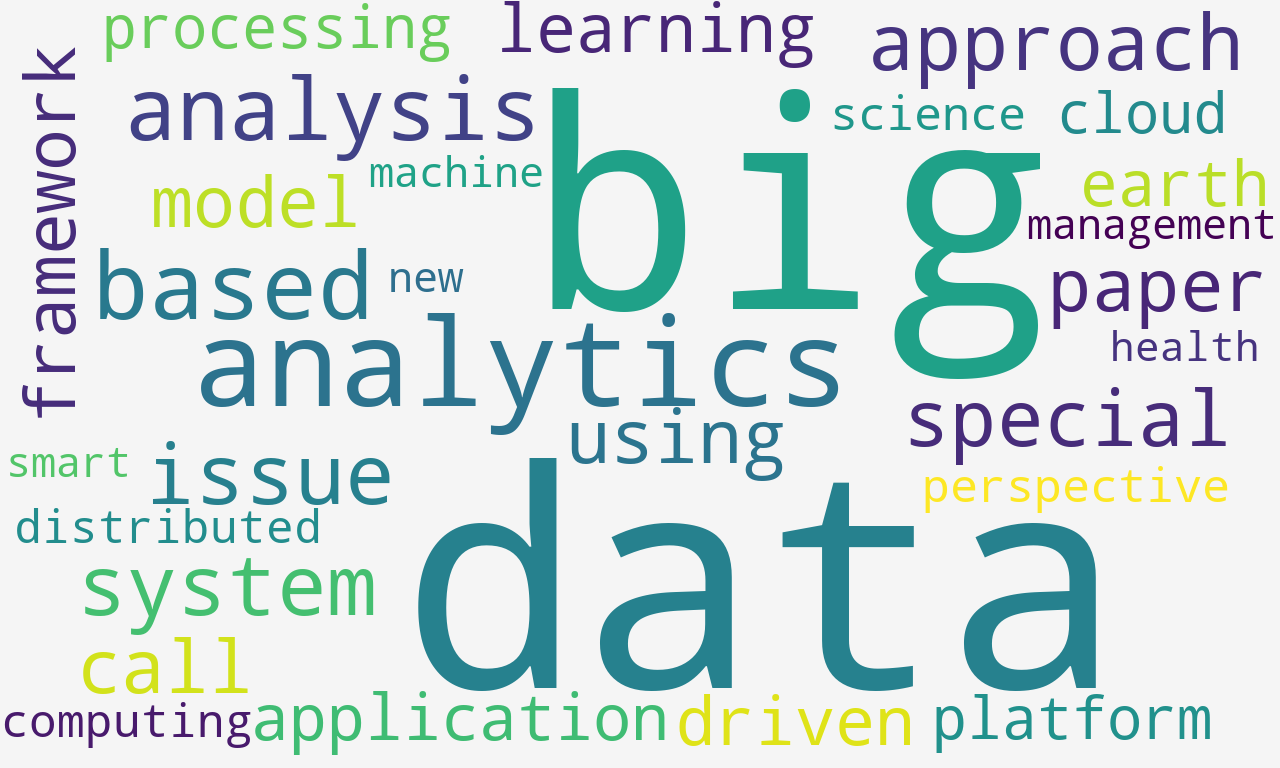 processing
learning
approach
framework
analysis
big
science
cloud
machine
model
earth
management
based
new
paper
analytics
health
special
using
smart
issue
perspective
distributed
data
system
call
computing
application
driven
platform